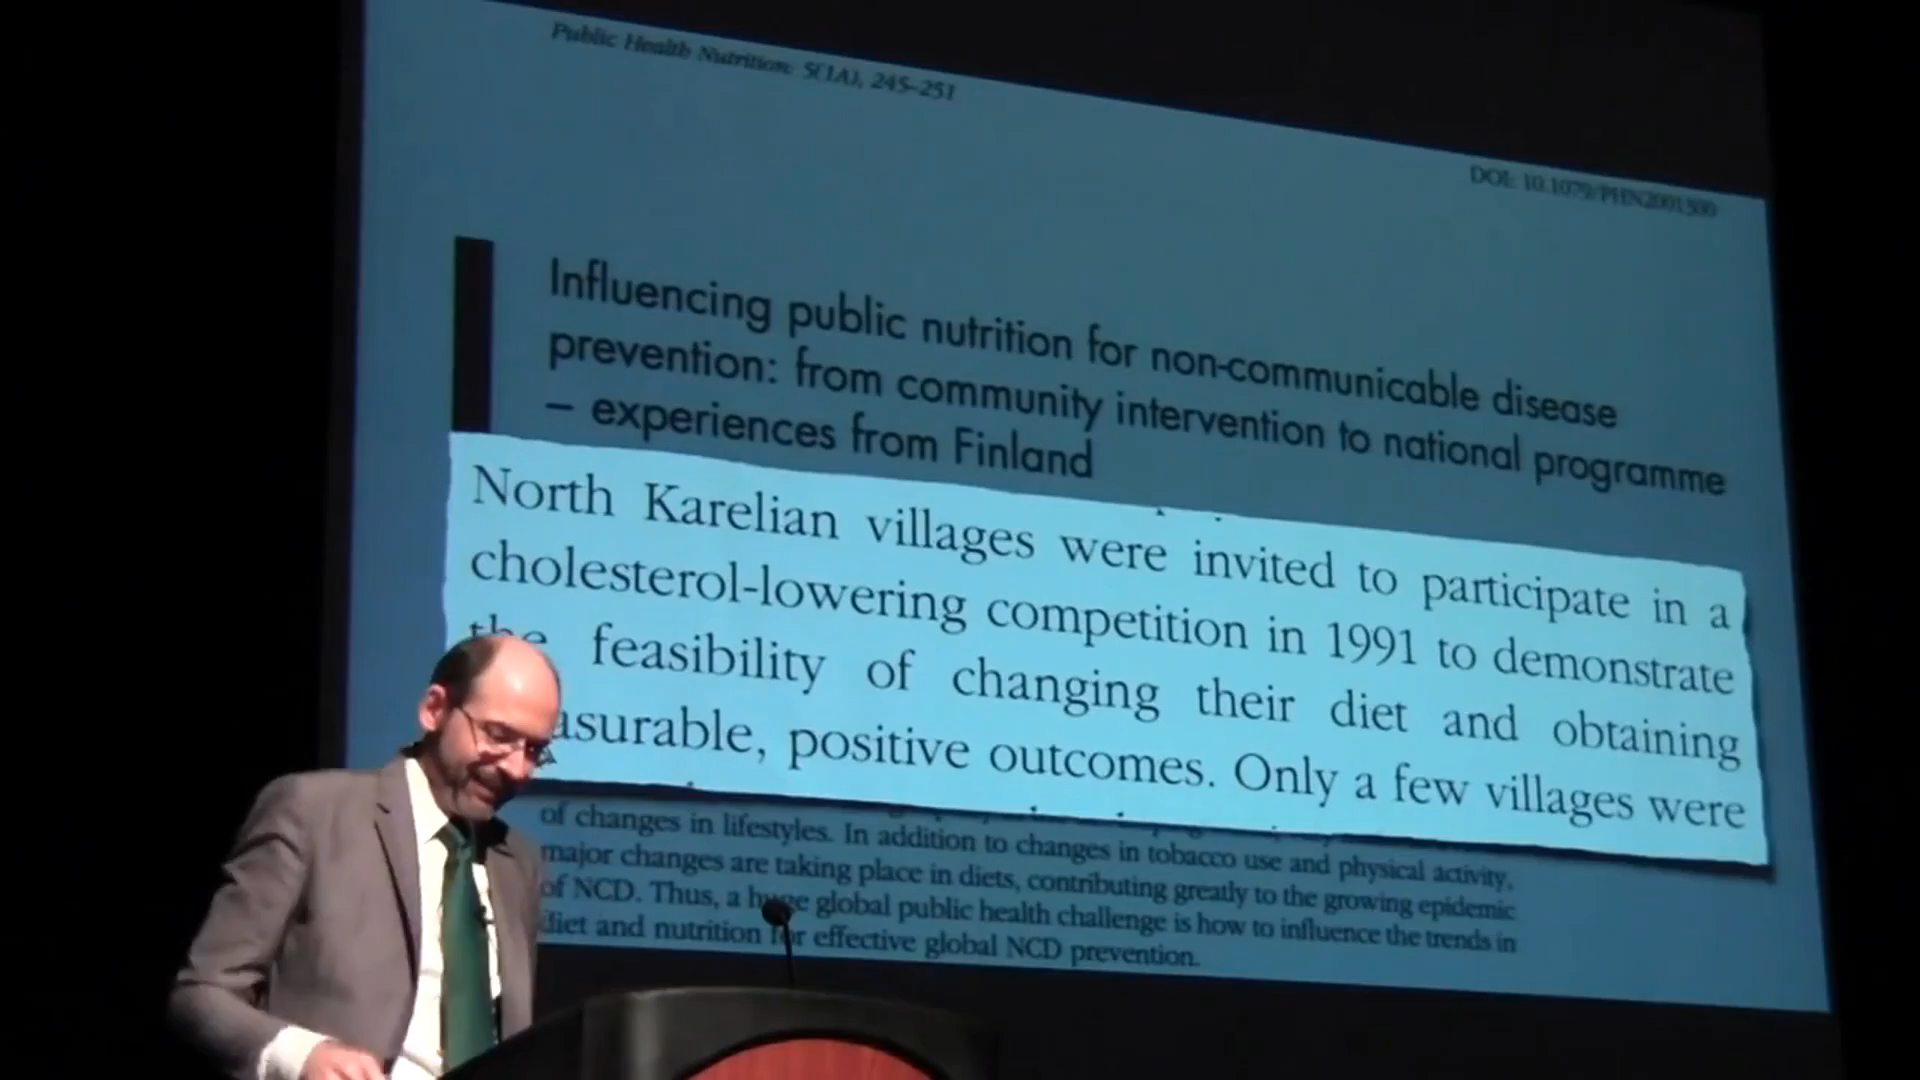 Public Health Nutrition: 5(1A), 245–251
DOI: 10.1079/PHN2001300
Influencing public nutrition for non-communicable disease
prevention: from community intervention to national programme
– experiences from Finland
North Karelian villages were invited to participate in a
cholesterol-lowering competition in 1991 to demonstrate
the feasibility of changing their diet and obtaining
asurable, positive outcomes. Only a few villages were
of changes in lifestyles. In addition to changes in tobacco use and physical activity,
major changes are taking place in diets, contributing greatly to the growing epidemic
of NCD. Thus, a huge global public health challenge is how to influence the trends in
diet and nutrition for effective global NCD prevention.